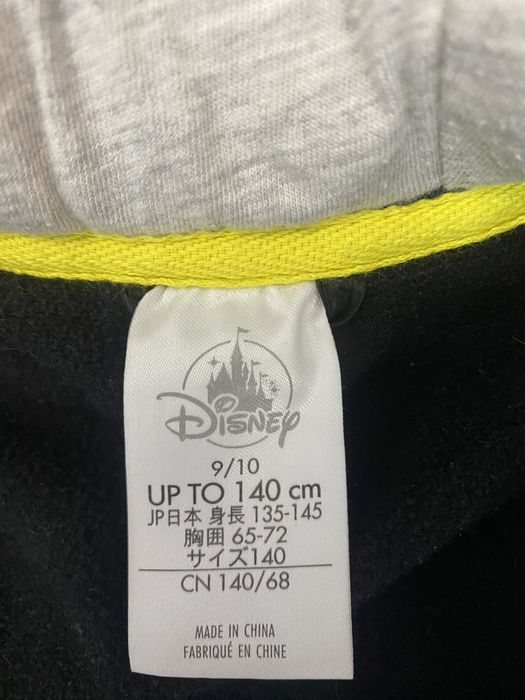 Disney
9/10
UP TO 140 cm
JP日本 身長 135-145
胸囲 65-72
サイズ140
CN 140/68
MADE IN CHINA
FABRIQUÉ EN CHINE